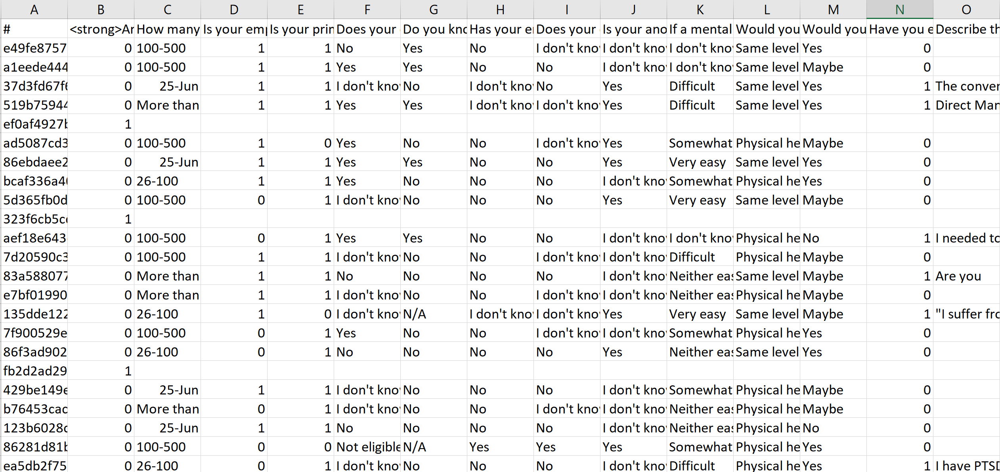 A B C D E F G H I J K L M N O
# <strong>Ar How many Is your emp Is your prin Does your Do you kno Has your e Does your Is your ano If a mental Would you Would you Have you e Describe th
e49fe8757 0 100-500 1 1 No Yes No I don't kno I don't kno I don't kno Same level Yes 0
a1eede444 0 100-500 1 1 Yes Yes No No I don't kno I don't kno Same level Maybe 0
37d3fd67f6 0 25-Jun 1 1 I don't kno No I don't kno No Yes Difficult Same level Yes 1 The conver
519b75944 0 More than 1 1 Yes Yes I don't kno I don't kno Yes Difficult Same level Yes 1 Direct Man
ef0af4927b 1
ad5087cd3 0 100-500 1 0 Yes No No I don't kno Yes Somewhat Physical he Maybe 0
86ebdaee2 0 25-Jun 1 1 Yes Yes No No Yes Very easy Same level Yes 0
bcaf336a40 0 26-100 1 1 Yes No No No I don't kno Somewhat Physical he Yes 0
5d365fb0d 0 100-500 0 1 I don't kno No No No Yes Very easy Same level Maybe 0
323f6cb5cc 1
aef18e643 0 100-500 0 1 Yes Yes No No I don't kno I don't kno Physical he No 1 I needed to
7d20590c3 0 100-500 1 1 I don't kno No No I don't kno I don't kno Difficult Physical he Maybe 0
83a588077 0 More than 1 1 No No No No I don't kno Neither eas Same level Maybe 1 Are you
e7bf01990 0 More than 1 1 I don't kno No No I don't kno I don't kno Neither eas Physical he Maybe 0
135dde122 0 26-100 1 0 I don't kno N/A I don't kno I don't kno Yes Very easy Same level Maybe 1 "I suffer fro
7f900529e 0 100-500 0 1 Yes No No I don't kno I don't kno Somewhat Physical he Yes 0
86f3ad902 0 26-100 0 1 No No No No Yes Neither eas Same level Yes 0
fb2d2ad29 1
429be149e 0 25-Jun 1 1 I don't kno No No No I don't kno Somewhat Physical he Maybe 0
b76453cac 0 More than 0 1 I don't kno No No I don't kno I don't kno Neither eas Physical he Maybe 0
123b6028c 0 25-Jun 1 1 No No No No I don't kno Neither eas Physical he No 0
86281d81b 0 100-500 0 0 Not eligible N/A Yes Yes Yes Somewhat Physical he Yes 0
ea5db2f75 0 26-100 0 1 I don't kno No No No I don't kno Difficult Physical he Yes 1 I have PTSD